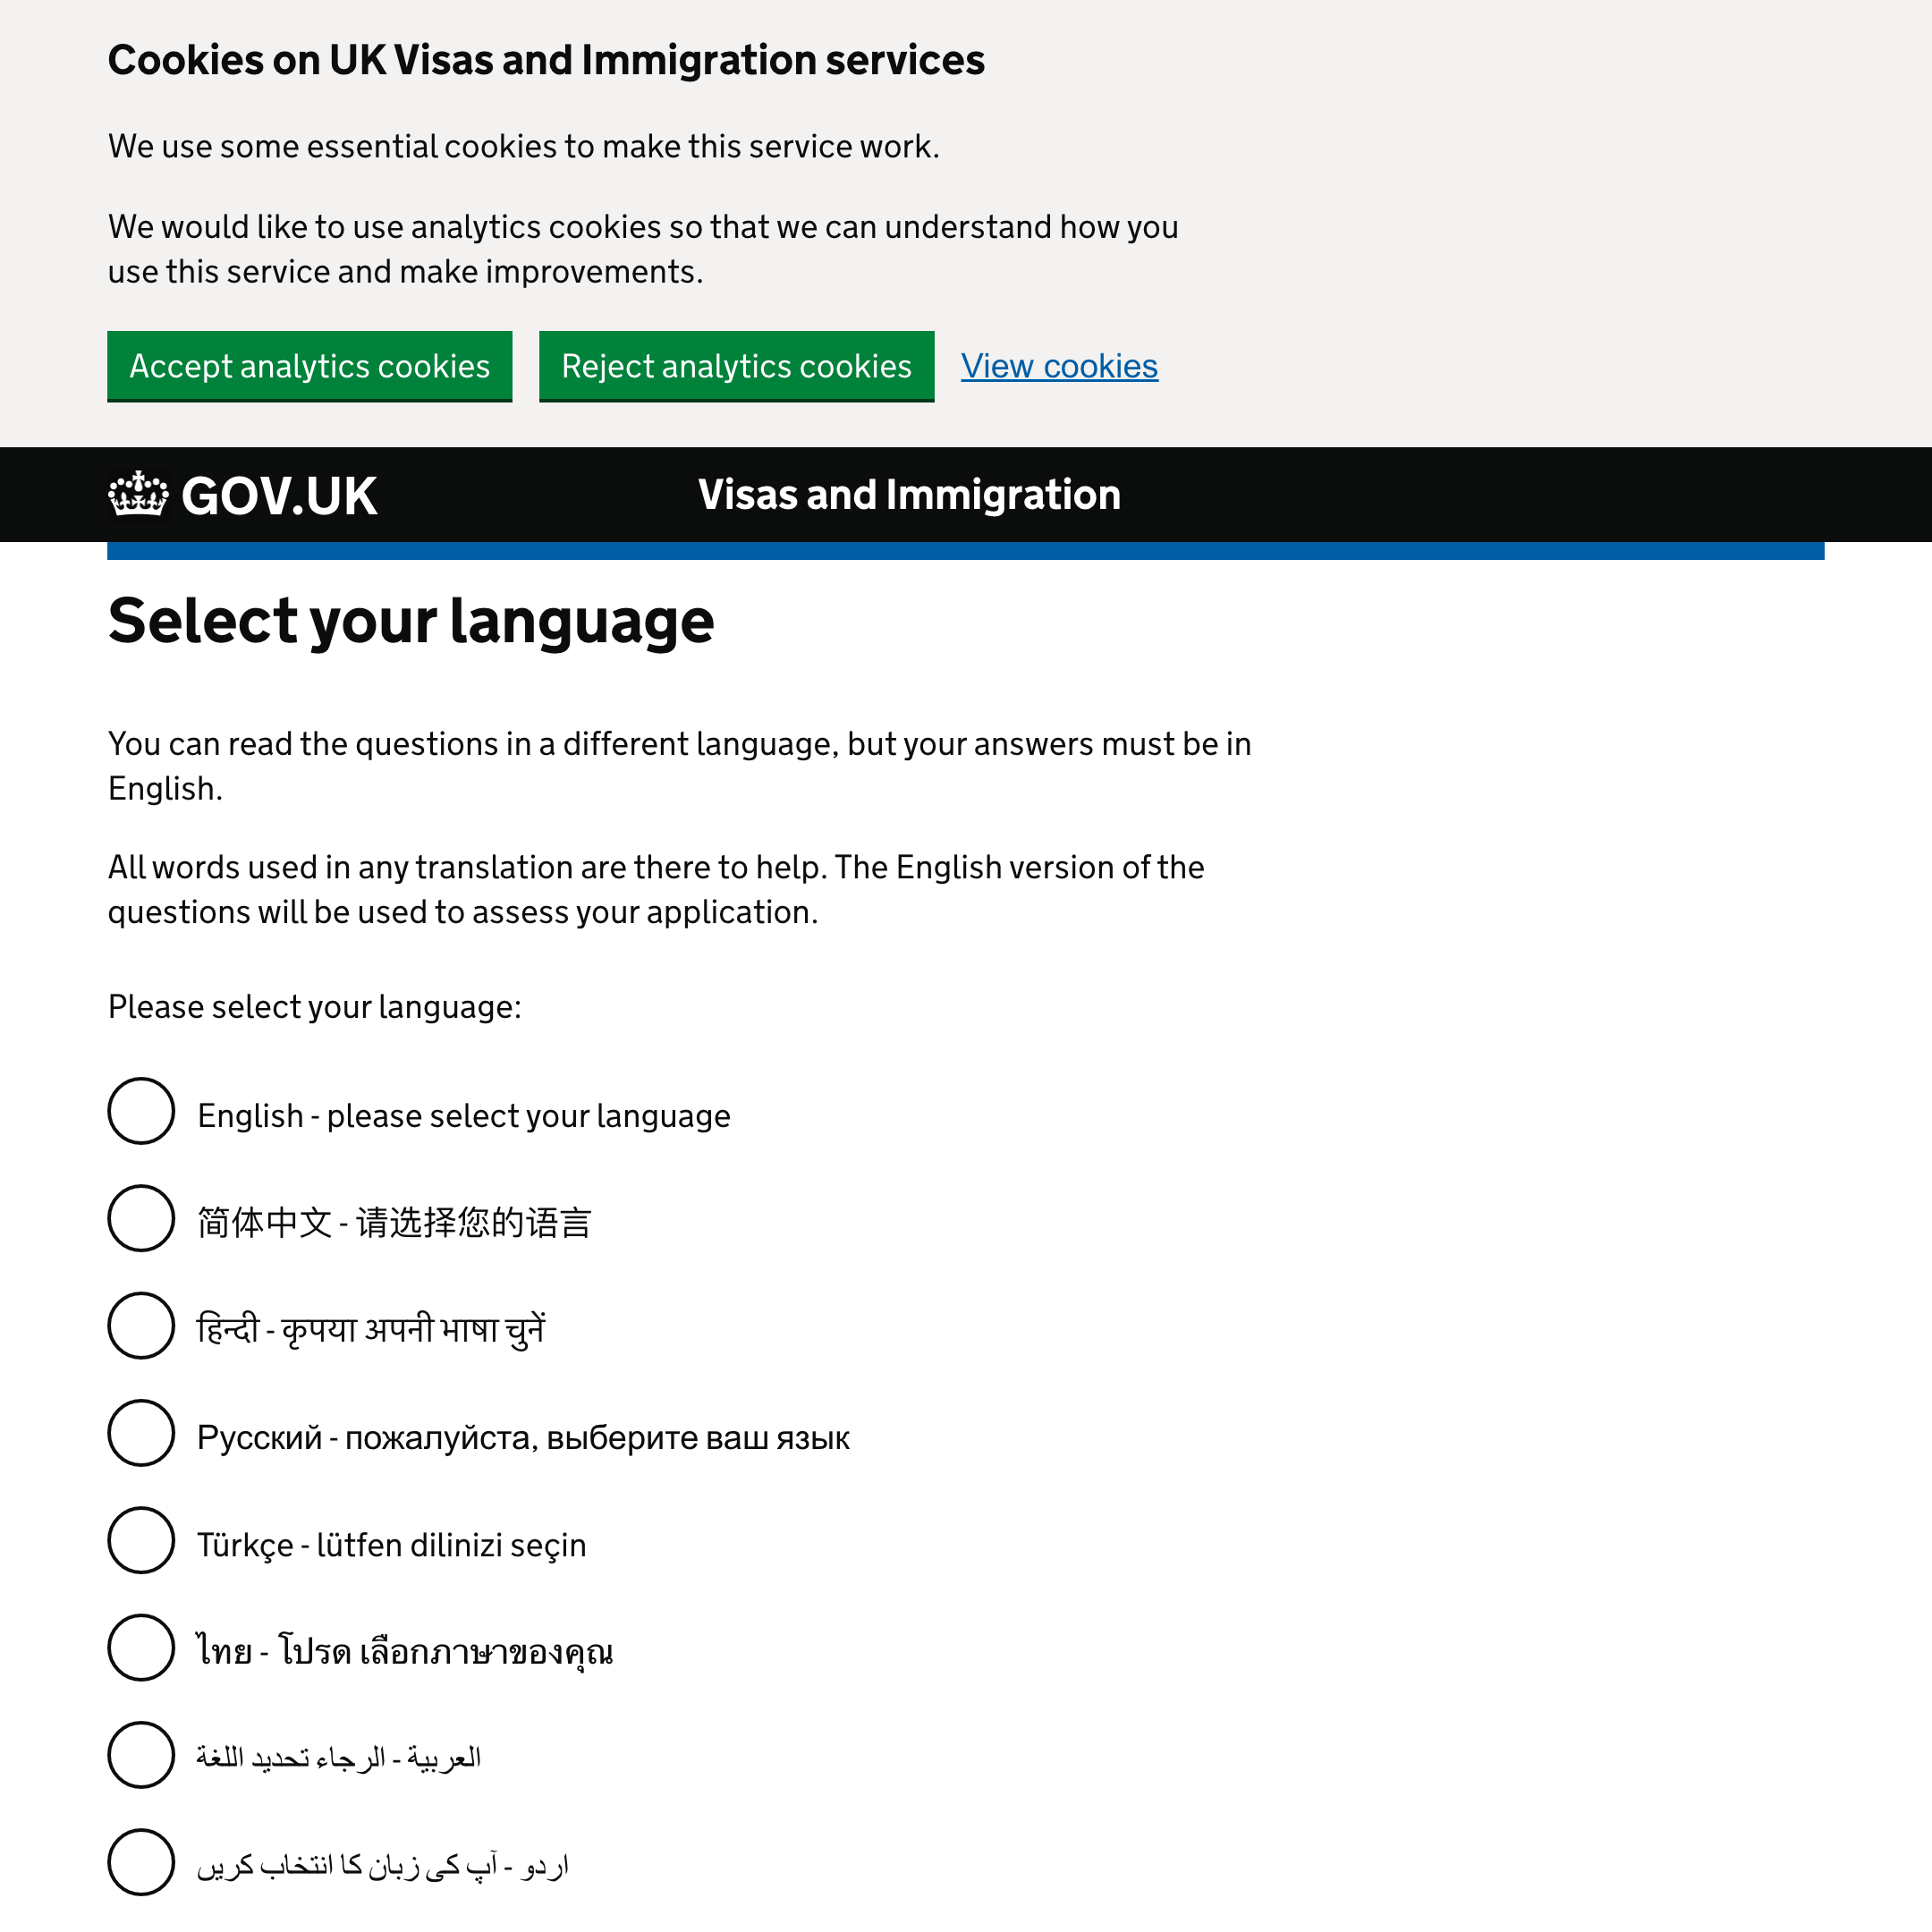 Cookies on UK Visas and Immigration services
We use some essential cookies to make this service work.
We would like to use analytics cookies so that we can understand how you
use this service and make improvements.
Accept analytics cookies
Reject analytics cookies
View cookies
GOV.UK
Visas and Immigration
Select your language
You can read the questions in a different language, but your answers must be in
English.
All words used in any translation are there to help. The English version of the
questions will be used to assess your application.
Please select your language:
English - please select your language
简体中文 - 请选择您的语言
हिन्दी - कृपया अपनी भाषा चुनें
Русский - пожалуйста, выберите ваш язык
Türkçe - lütfen dilinizi seçin
ไทย - โปรด เลือกภาษาของคุณ
العربية - الرجاء تحديد اللغة
اردو - آپ کی زبان کا انتخاب کریں